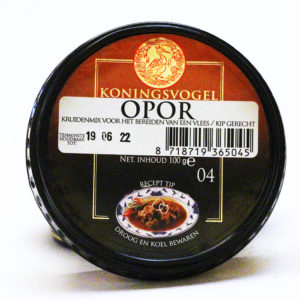 KONINGSVOGEL
OPOR
KRUIDENMIX VOOR HET BEREIDEN VAN EEN VLEES / KIP GERECHT
TENMINSTE
HOUDBAAR
TOT:
19 06 22
8 718719 365045
NET. INHOUD 100 g e
04
RECEPT TIP
DROOG EN KOEL BEWAREN